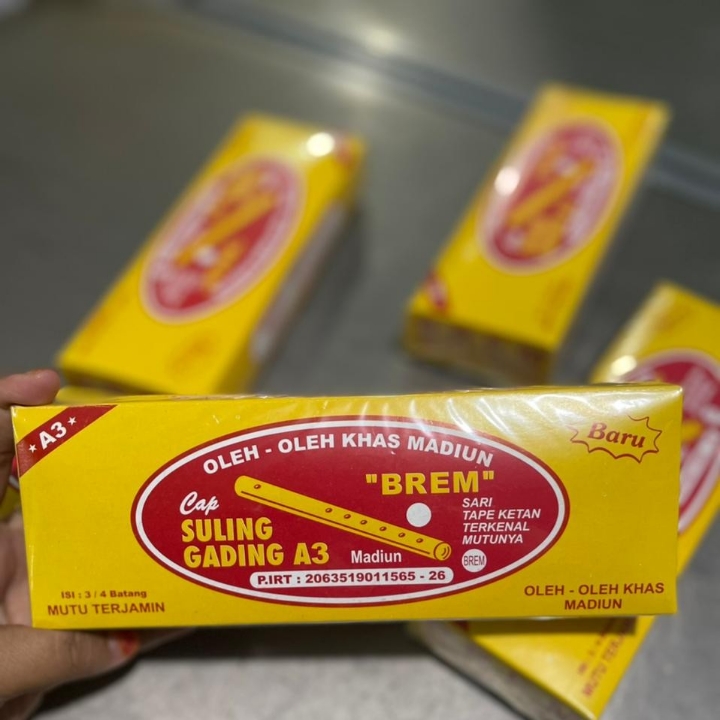 ★ A3 ★
OLEH - OLEH KHAS MADIUN
Baru
"BREM"
Cap
SULING
GADING A3
Madiun
SARI
TAPE KETAN
TERKENAL
MUTUNYA
BREM
P.IRT : 2063519011565 - 26
ISI : 3 / 4 Batang
MUTU TERJAMIN
OLEH - OLEH KHAS
MADIUN